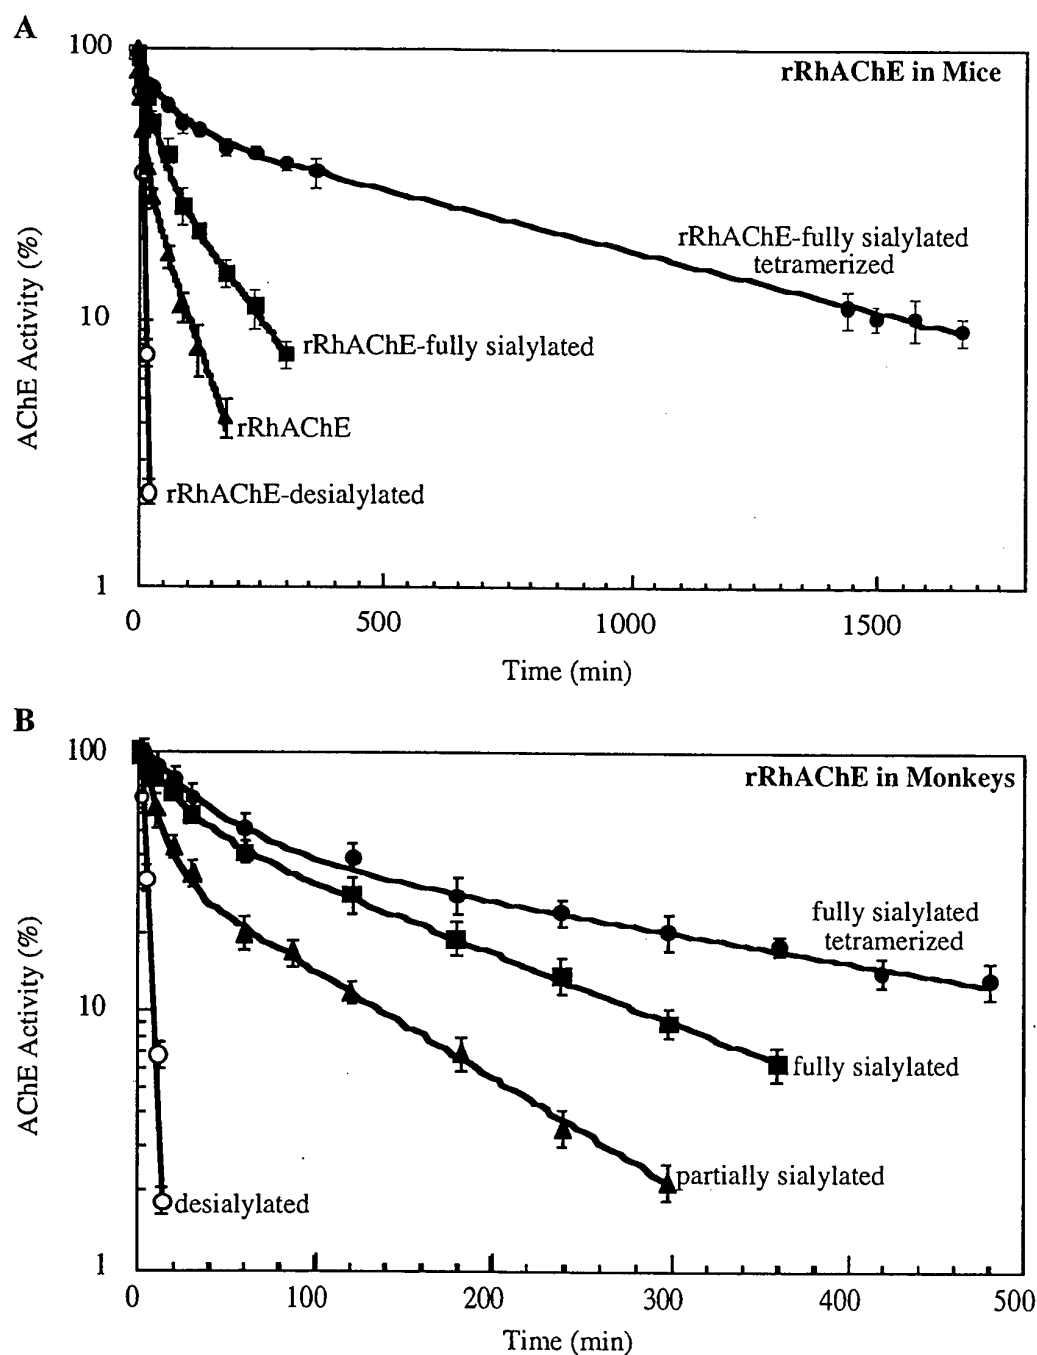 A
100
rRhAChE in Mice
rRhAChE-fully sialylated
tetramerized
10
AChE Activity (%)
rRhAChE-fully sialylated
rRhAChE
rRhAChE-desialylated
1
0
500
1000
1500
Time (min)
B
100
rRhAChE in Monkeys
fully sialylated
tetramerized
10
AChE Activity (%)
fully sialylated
partially sialylated
desialylated
1
0
100
200
300
400
500
Time (min)